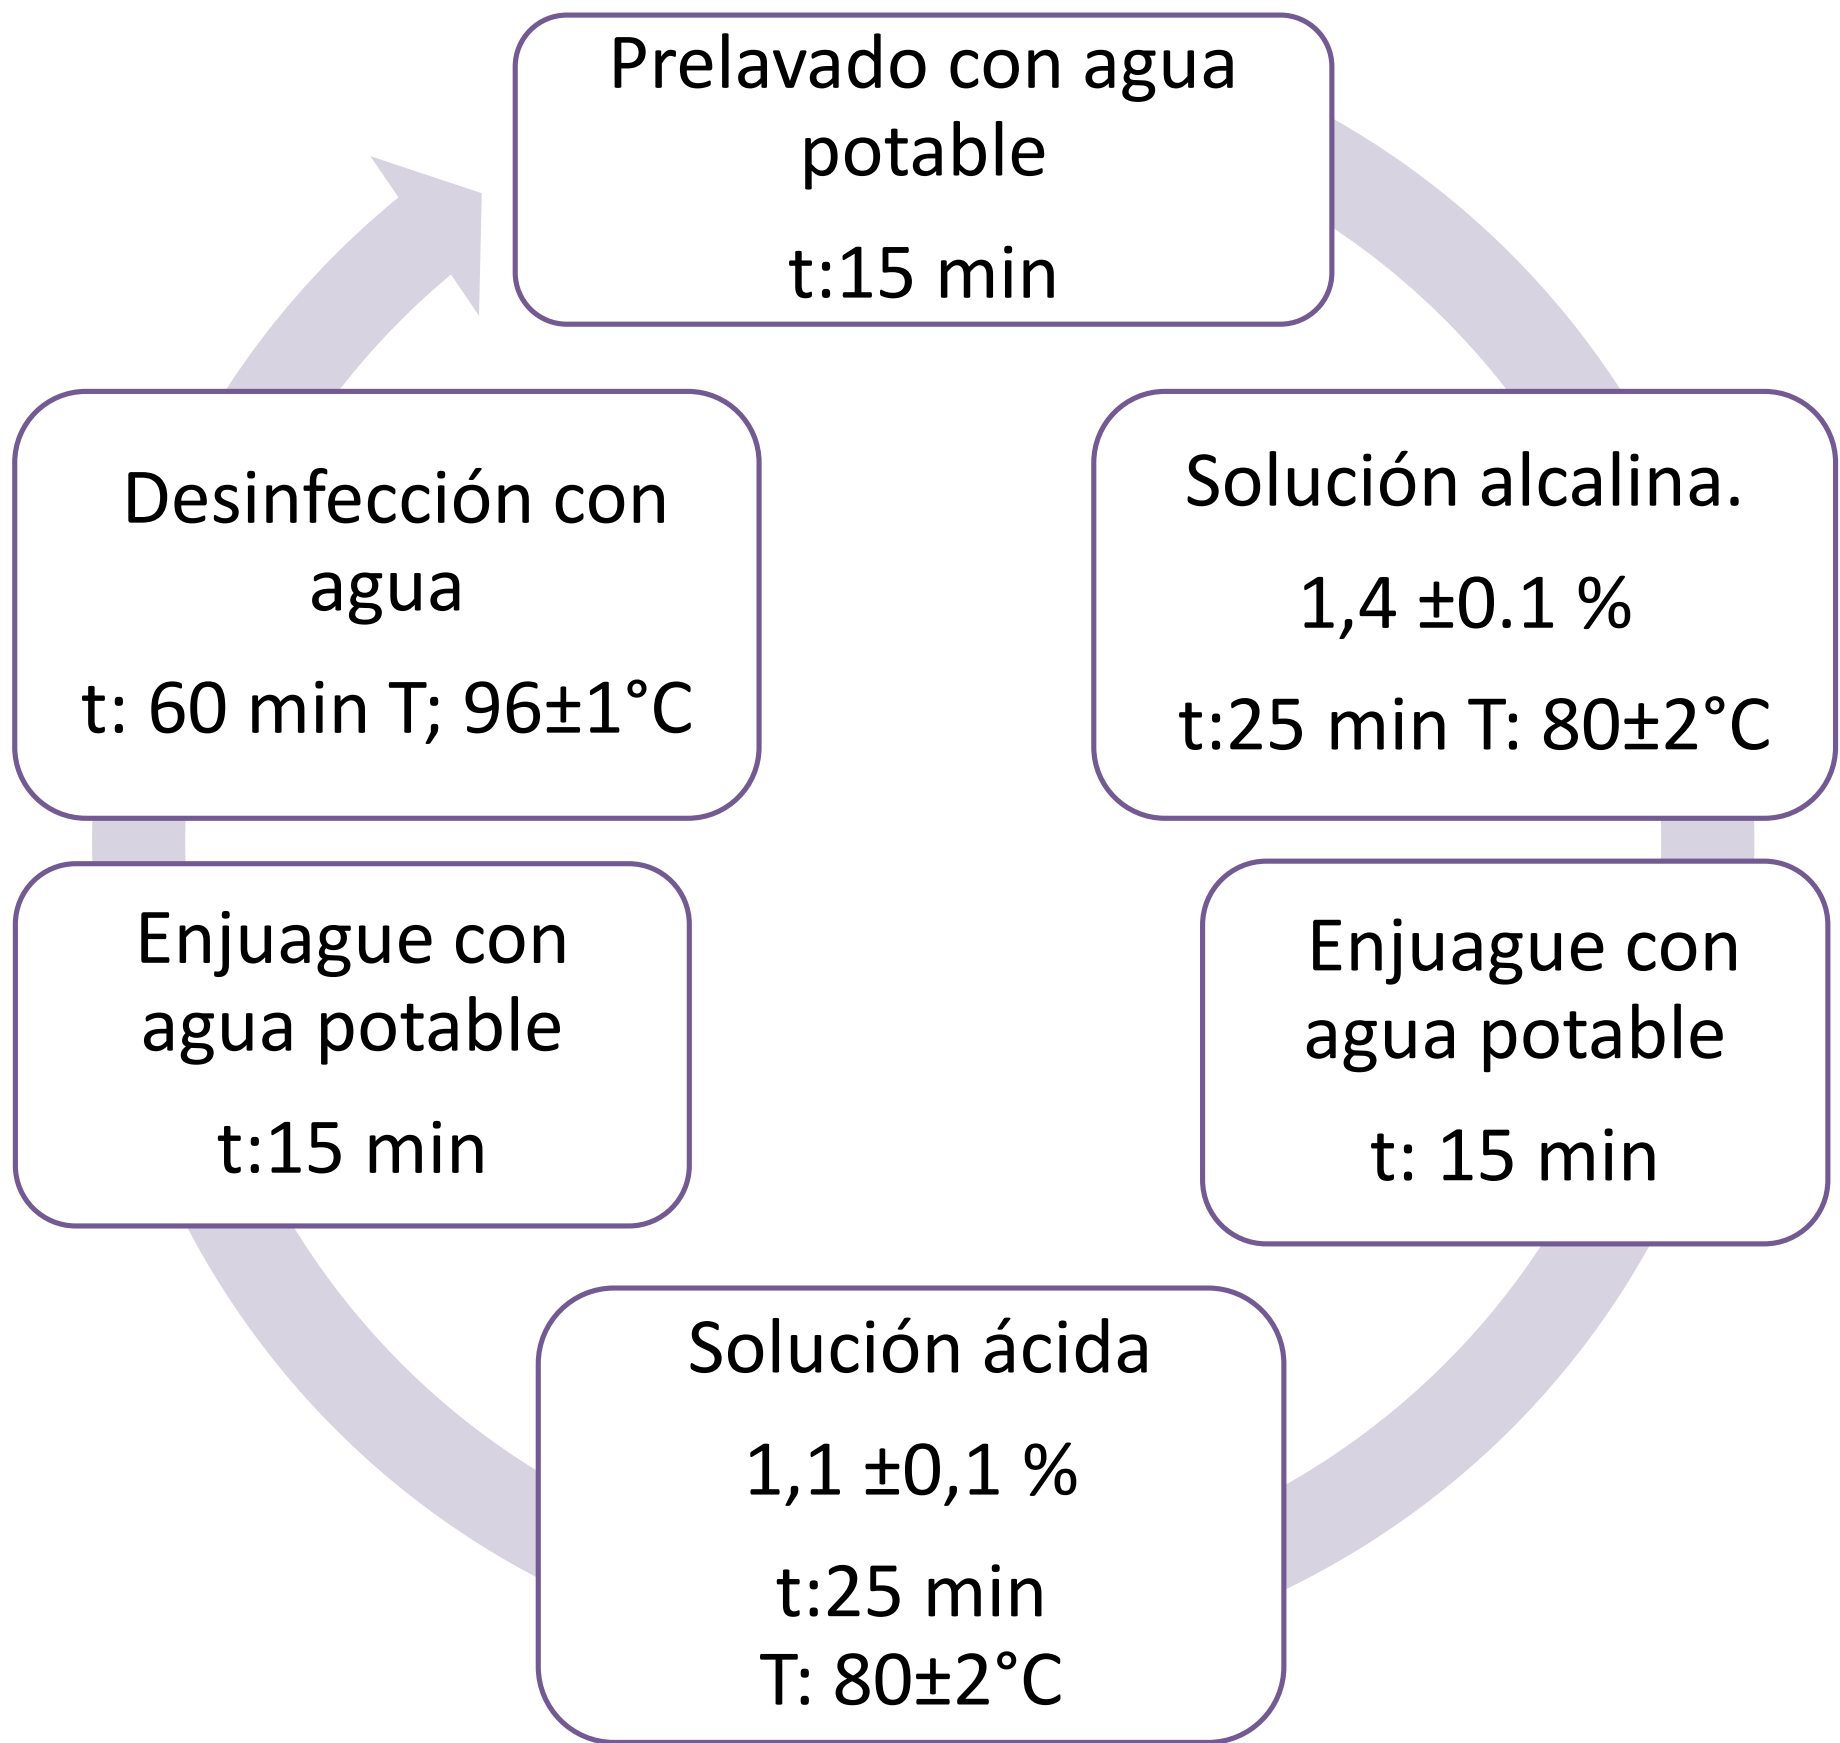 Prelavado con agua
potable
t:15 min
Solución alcalina.
1,4 ±0.1 %
t:25 min T: 80±2°C
Enjuague con
agua potable
t: 15 min
Solución ácida
1,1 ±0,1 %
t:25 min
T: 80±2°C
Enjuague con
agua potable
t:15 min
Desinfección con
agua
t: 60 min T; 96±1°C